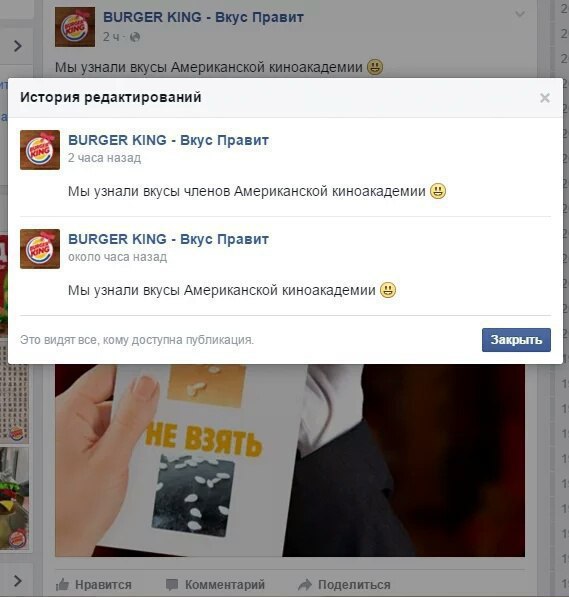 BURGER KING - Вкус Правит
2 ч ·
Мы узнали вкусы Американской киноакадемии
История редактирований
BURGER KING - Вкус Правит
2 часа назад
Мы узнали вкусы членов Американской киноакадемии
BURGER KING - Вкус Правит
около часа назад
Мы узнали вкусы Американской киноакадемии
Это видят все, кому доступна публикация.
Закрыть
НЕ ВЗЯТЬ
Нравится
Комментарий
Поделиться